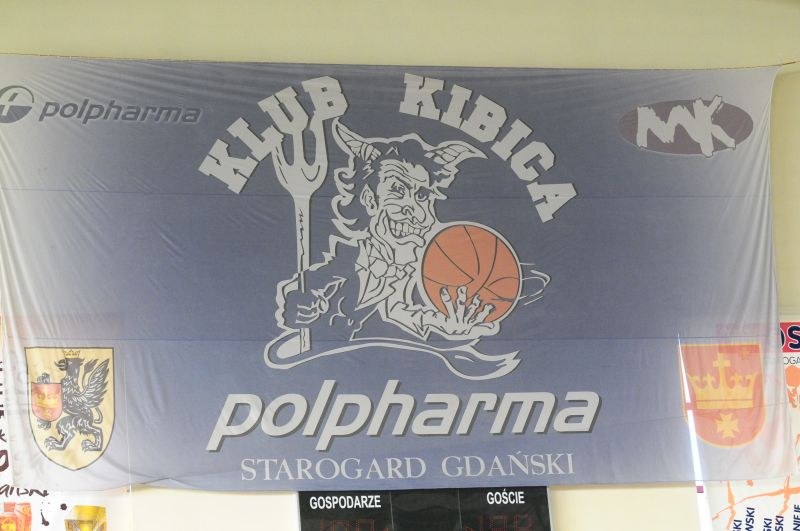 polpharma
KLUB KIBICA
MK
polpharma
STAROGARD GDAŃSKI
GOSPODARZE GOŚCIE